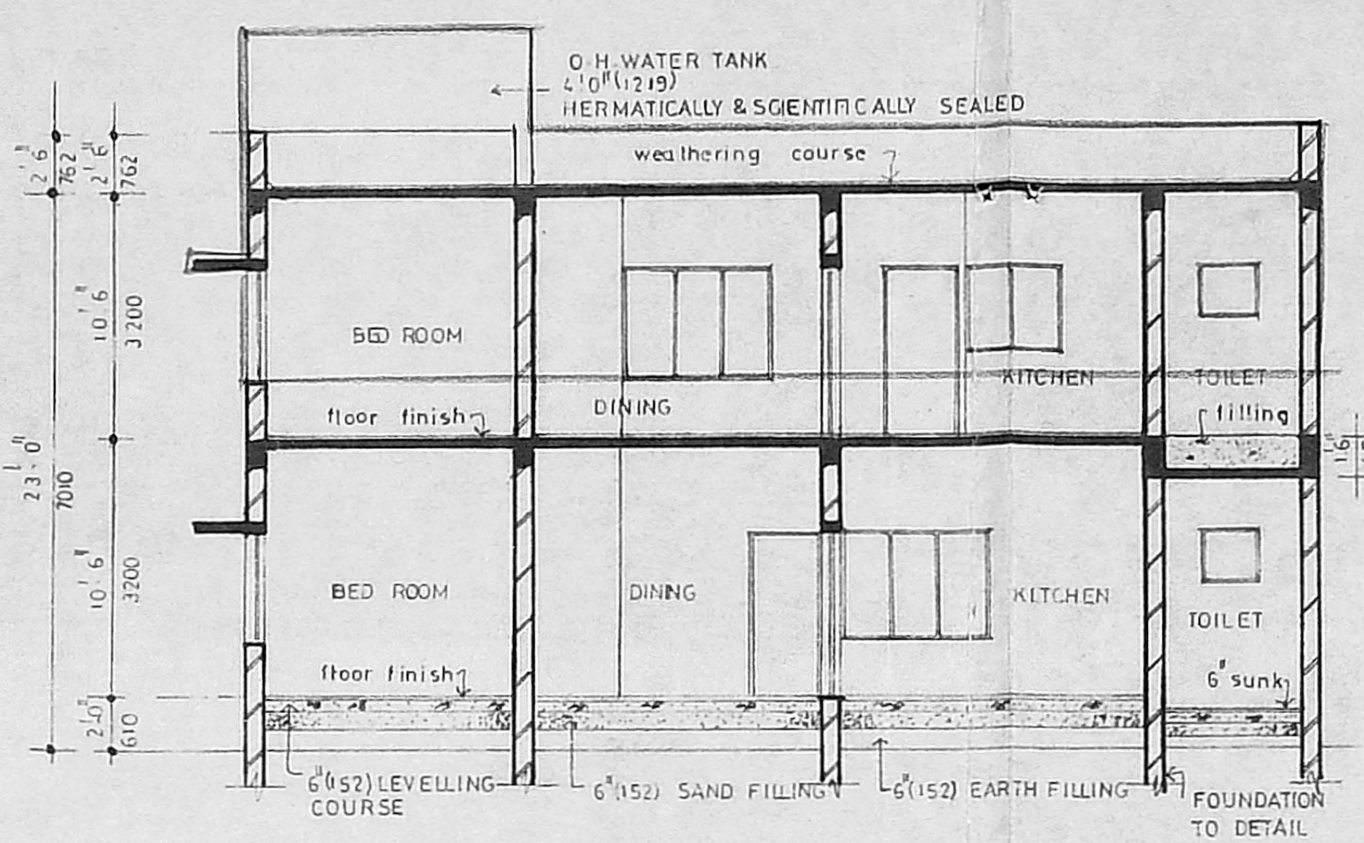 O.H.WATER TANK
4'0"(1219)
HERMATICALLY & SCIENTIFICALLY SEALED
weathering course
2'6"
762
2'6"
762
10'6"
3200
BED ROOM
DINING
KITCHEN
TOILET
floor finish
filling
1'6"
23'-0"
7010
10'6"
3200
BED ROOM
DINING
KITCHEN
TOILET
floor finish
6" sunk
2'-0"
610
6"(152) LEVELLING
COURSE
6"(152) SAND FILLING
6"(152) EARTH FILLING
FOUNDATION
TO DETAIL